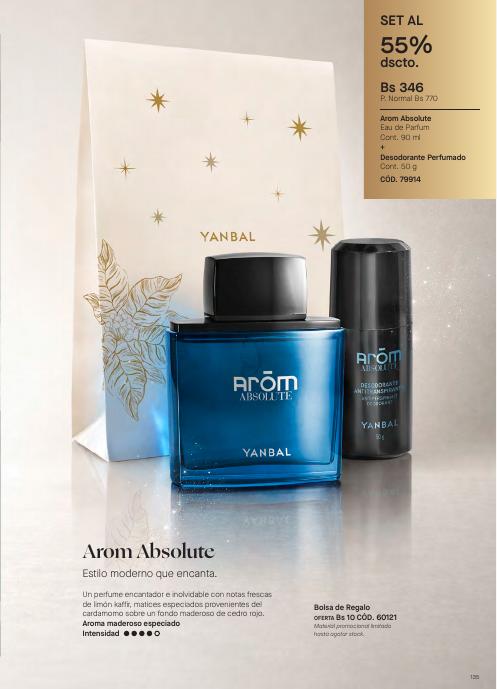 SET AL
55%
dscto.
Bs 346
P. Normal Bs 770
Arom Absolute
Eau de Parfum
Cont. 90 ml
+
Desodorante Perfumado
Cont. 50 g
CÓD. 79914
YANBAL
Arōm
ABSOLUTE
YANBAL
Arōm
ABSOLUTE
DESODORANTE
ANTITRANSPIRANTE
ANTIPERSPIRANT
DEODORANT
YANBAL
50 g
Arom Absolute
Estilo moderno que encanta.
Un perfume encantador e inolvidable con notas frescas
de limón kaffir, matices especiados provenientes del
cardamomo sobre un fondo maderoso de cedro rojo.
Aroma maderoso especiado
Intensidad
Bolsa de Regalo
OFERTA Bs 10 CÓD. 60121
Material promocional limitado
hasta agotar stock.
135